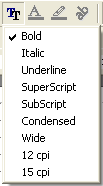 Bold
Italic
Underline
SuperScript
SubScript
Condensed
Wide
12 cpi
15 cpi